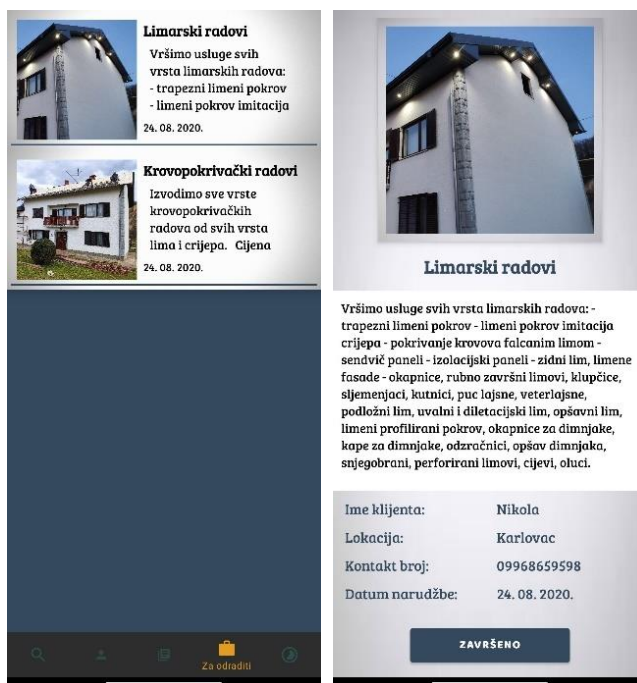 Limarski radovi
Vršimo usluge svih
vrsta limarskih radova:
- trapezni limeni pokrov
- limeni pokrov imitacija
24. 08. 2020.
Krovopokrivački radovi
Izvodimo sve vrste
krovopokrivačkih
radova od svih vrsta
lima i crijepa. Cijena
24. 08. 2020.
Za odraditi
Limarski radovi
Vršimo usluge svih vrsta limarskih radova: -
trapezni limeni pokrov - limeni pokrov imitacija
crijepa - pokrivanje krovova falcanim limom -
sendvič paneli - izolacijski paneli - zidni lim, limene
fasade - okapnice, rubno završni limovi, klupčice,
sljemenjaci, kutnici, puc lajsne, veterlajsne,
podložni lim, uvalni i diletacijski lim, opšavni lim,
limeni profilirani pokrov, okapnice za dimnjake,
kape za dimnjake, odzračnici, opšav dimnjaka,
snjegobrani, perforirani limovi, cijevi, oluci.
Ime klijenta: Nikola
Lokacija: Karlovac
Kontakt broj: 09968659598
Datum narudžbe: 24. 08. 2020.
ZAVRŠENO